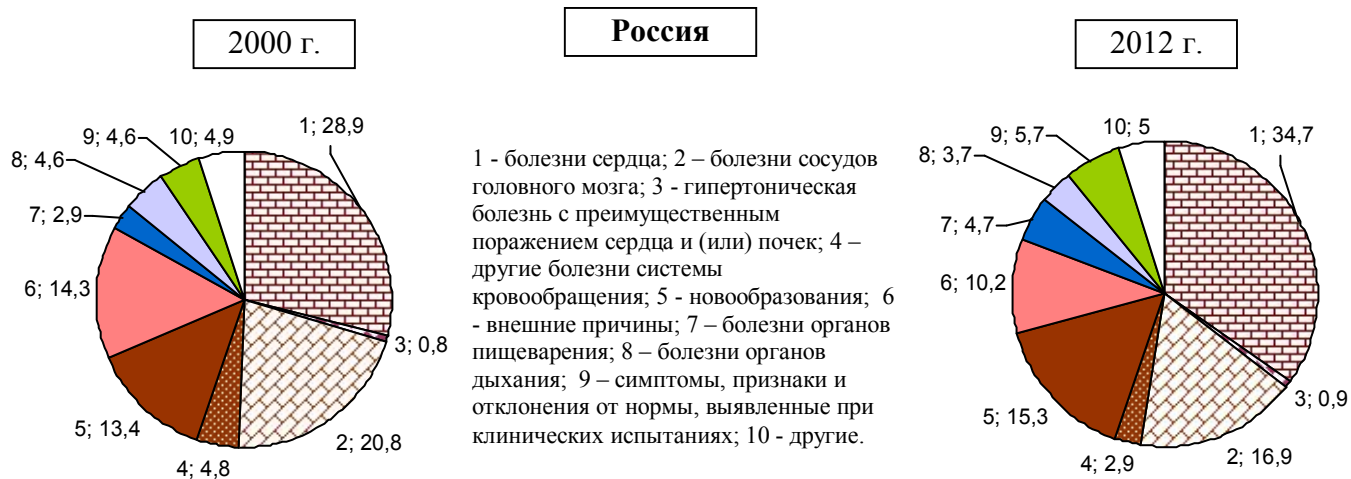 2000 г.
Россия
2012 г.
1; 28,9
3; 0,8
2; 20,8
4; 4,8
5; 13,4
6; 14,3
7; 2,9
8; 4,6
9; 4,6
10; 4,9
1 - болезни сердца; 2 – болезни сосудов
головного мозга; 3 - гипертоническая
болезнь с преимущественным
поражением сердца и (или) почек; 4 –
другие болезни системы
кровообращения; 5 - новообразования; 6
- внешние причины; 7 – болезни органов
пищеварения; 8 – болезни органов
дыхания; 9 – симптомы, признаки и
отклонения от нормы, выявленные при
клинических испытаниях; 10 - другие.
1; 34,7
3; 0,9
2; 16,9
4; 2,9
5; 15,3
6; 10,2
7; 4,7
8; 3,7
9; 5,7
10; 5